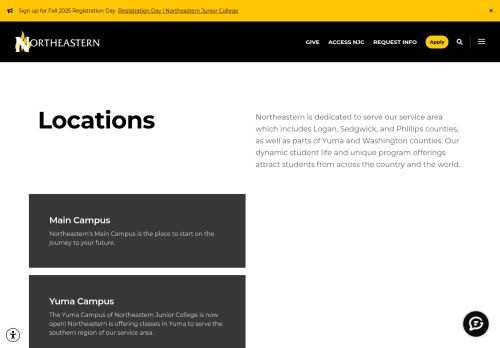 Sign up for Fall 2025 Registration Day Registration Day | Northeastern Junior College
×
NORTHEASTERN
GIVE ACCESS NJC REQUEST INFO Apply
Locations
Northeastern is dedicated to serve our service area
which includes Logan, Sedgwick, and Phillips counties,
as well as parts of Yuma and Washington counties. Our
dynamic student life and unique program offerings
attract students from across the country and the world.
Main Campus
Northeastern's Main Campus is the place to start on the
journey to your future.
Yuma Campus
The Yuma Campus of Northeastern Junior College is now
open! Northeastern is offering classes in Yuma to serve the
southern region of our service area.